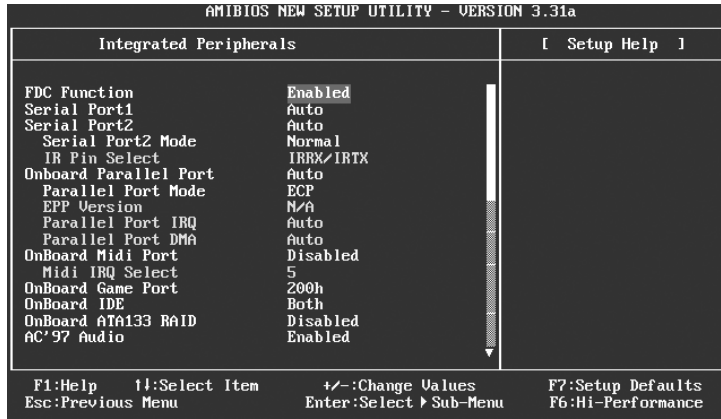 AMIBIOS NEW SETUP UTILITY - VERSION 3.31a
Integrated Peripherals
[ Setup Help ]
FDC Function Enabled
Serial Port1 Auto
Serial Port2 Auto
Serial Port2 Mode Normal
IR Pin Select IRRX/IRTX
Onboard Parallel Port Auto
Parallel Port Mode ECP
EPP Version N/A
Parallel Port IRQ Auto
Parallel Port DMA Auto
OnBoard Midi Port Disabled
Midi IRQ Select 5
OnBoard Game Port 200h
OnBoard IDE Both
OnBoard ATA133 RAID Disabled
AC'97 Audio Enabled
F1:Help ↑↓:Select Item +/-:Change Values F7:Setup Defaults
Esc:Previous Menu Enter:Select ▶Sub-Menu F6:Hi-Performance